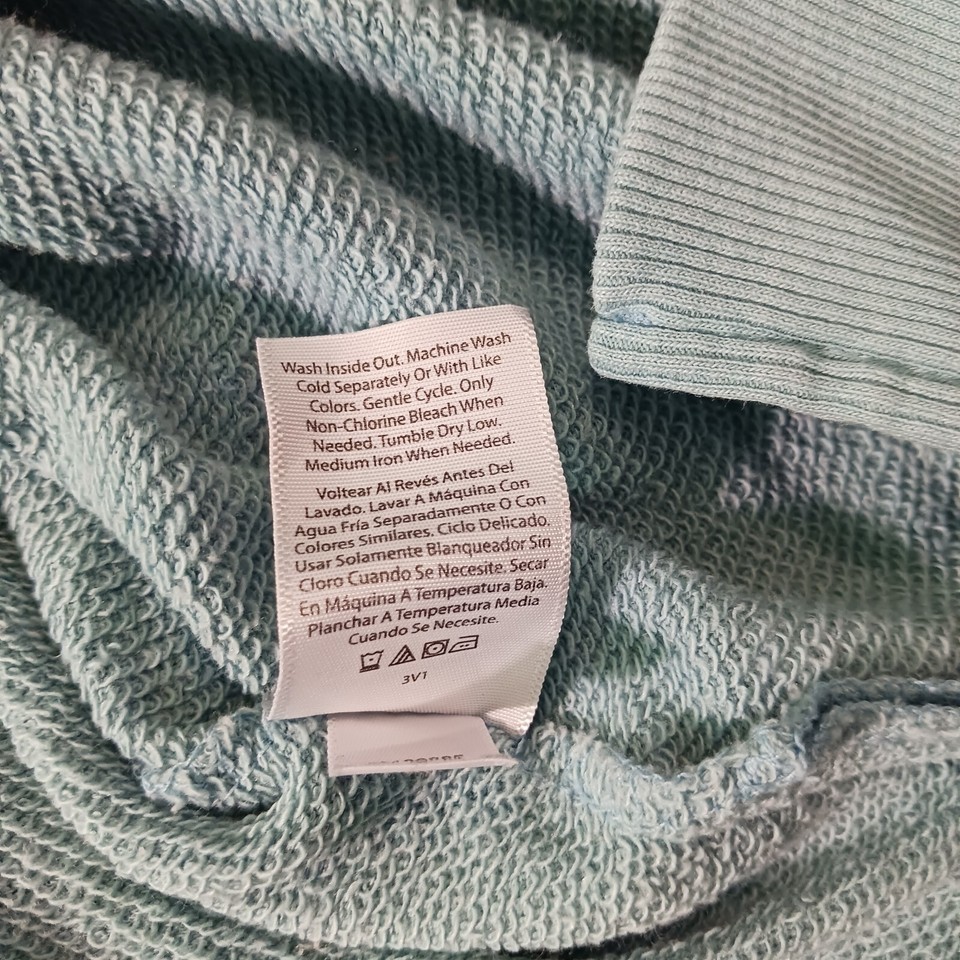 Wash Inside Out. Machine Wash
Cold Separately Or With Like
Colors. Gentle Cycle. Only
Non-Chlorine Bleach When
Needed. Tumble Dry Low.
Medium Iron When Needed.
Voltear Al Revés Antes Del
Lavado. Lavar A Máquina Con
Agua Fría Separadamente O Con
Colores Similares. Ciclo Delicado.
Usar Solamente Blanqueador Sin
Cloro Cuando Se Necesite. Secar
En Máquina A Temperatura Baja.
Planchar A Temperatura Media
Cuando Se Necesite.
3V1